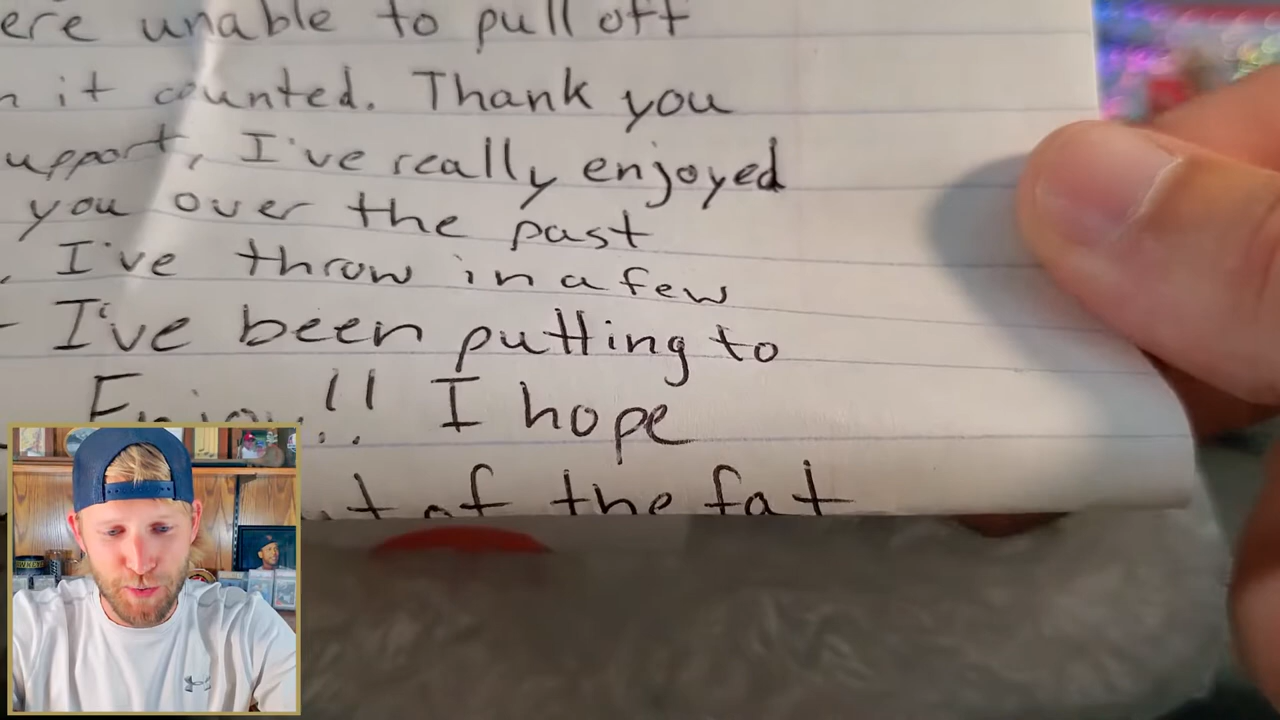 ere unable to pull off
it counted. Thank you
upport, I've really enjoyed
you over the past
I've throw in a few
- I've been putting to
Enjoy!! I hope
of the fat